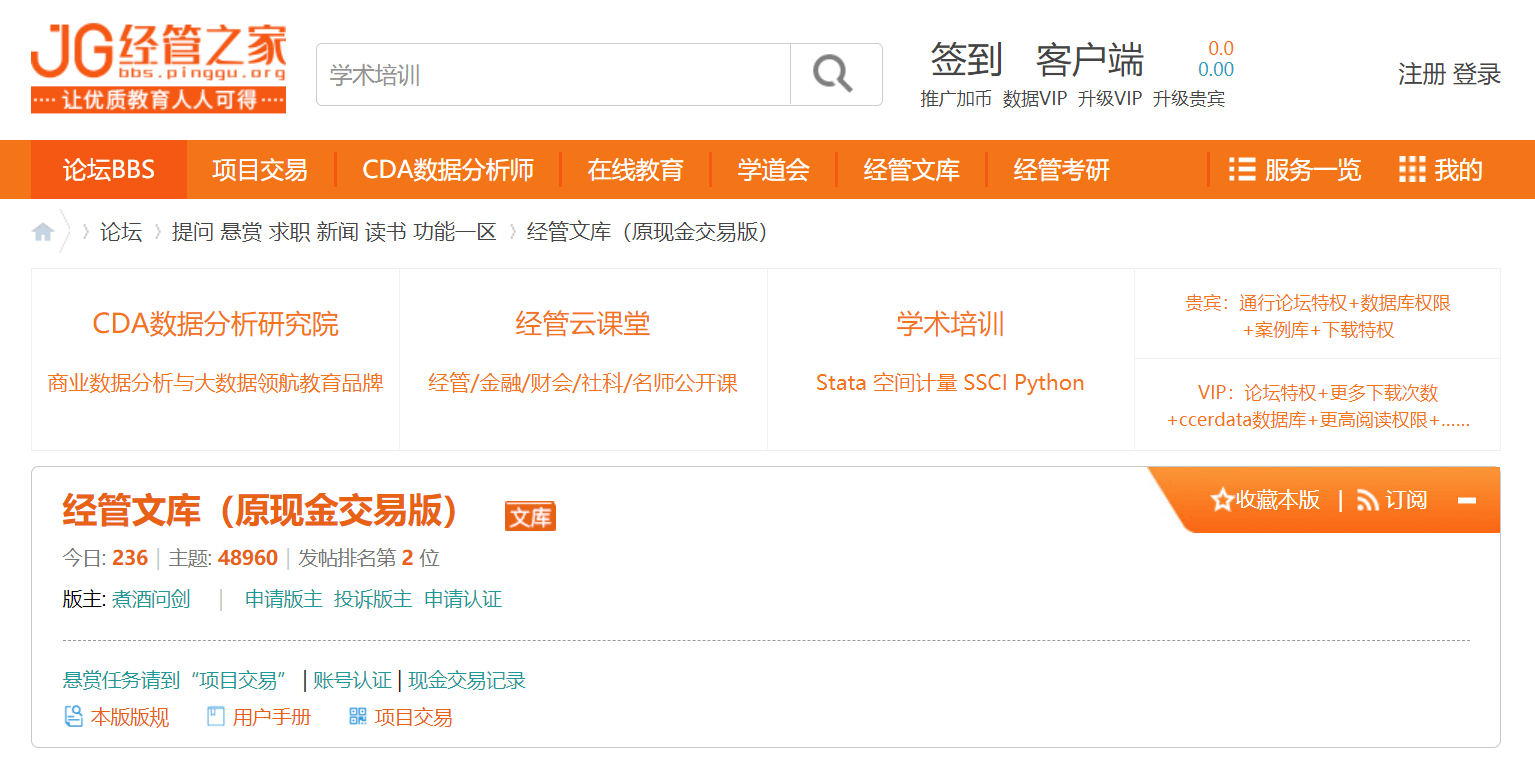 JG经管之家
bbs.pinggu.org
····让优质教育人人可得····
学术培训
签到 客户端 0.0
0.00
推广加币 数据VIP 升级VIP 升级贵宾
注册 登录
论坛BBS 项目交易 CDA数据分析师 在线教育 学道会 经管文库 经管考研 服务一览 我的
› 论坛 › 提问 悬赏 求职 新闻 读书 功能一区 › 经管文库（原现金交易版）
CDA数据分析研究院
商业数据分析与大数据领航教育品牌
经管云课堂
经管/金融/财会/社科/名师公开课
学术培训
Stata 空间计量 SSCI Python
贵宾：通行论坛特权+数据库权限
+案例库+下载特权
VIP：论坛特权+更多下载次数
+ccerdata数据库+更高阅读权限+......
经管文库（原现金交易版） 文库
收藏本版 | 订阅
今日: 236 | 主题: 48960 | 发帖排名第 2 位
版主: 煮酒问剑 | 申请版主 投诉版主 申请认证
悬赏任务请到“项目交易” | 账号认证 | 现金交易记录
本版版规 用户手册 项目交易